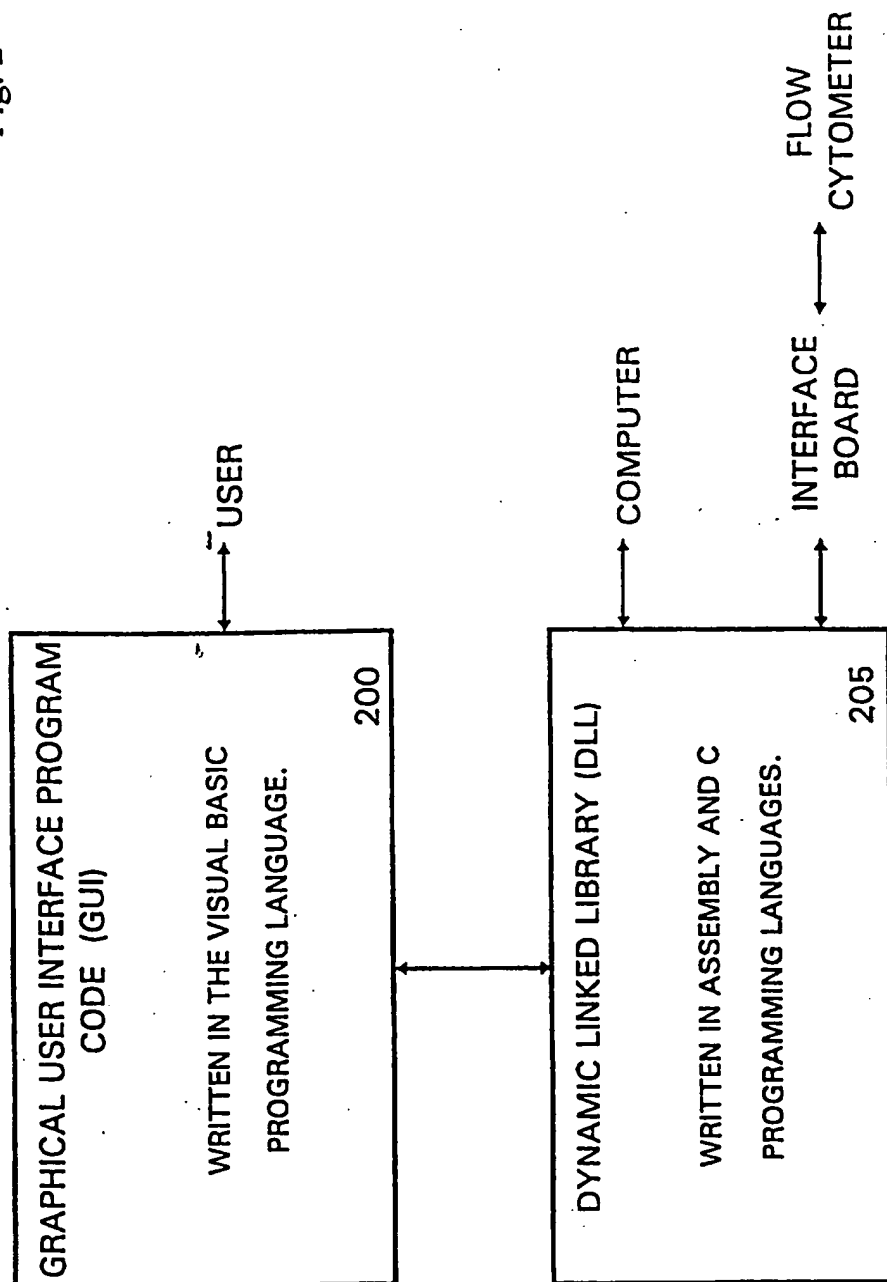 GRAPHICAL USER INTERFACE PROGRAM
CODE (GUI)
WRITTEN IN THE VISUAL BASIC
PROGRAMMING LANGUAGE.
200
USER
DYNAMIC LINKED LIBRARY (DLL)
WRITTEN IN ASSEMBLY AND C
PROGRAMMING LANGUAGES.
205
COMPUTER
INTERFACE
BOARD
FLOW
CYTOMETER